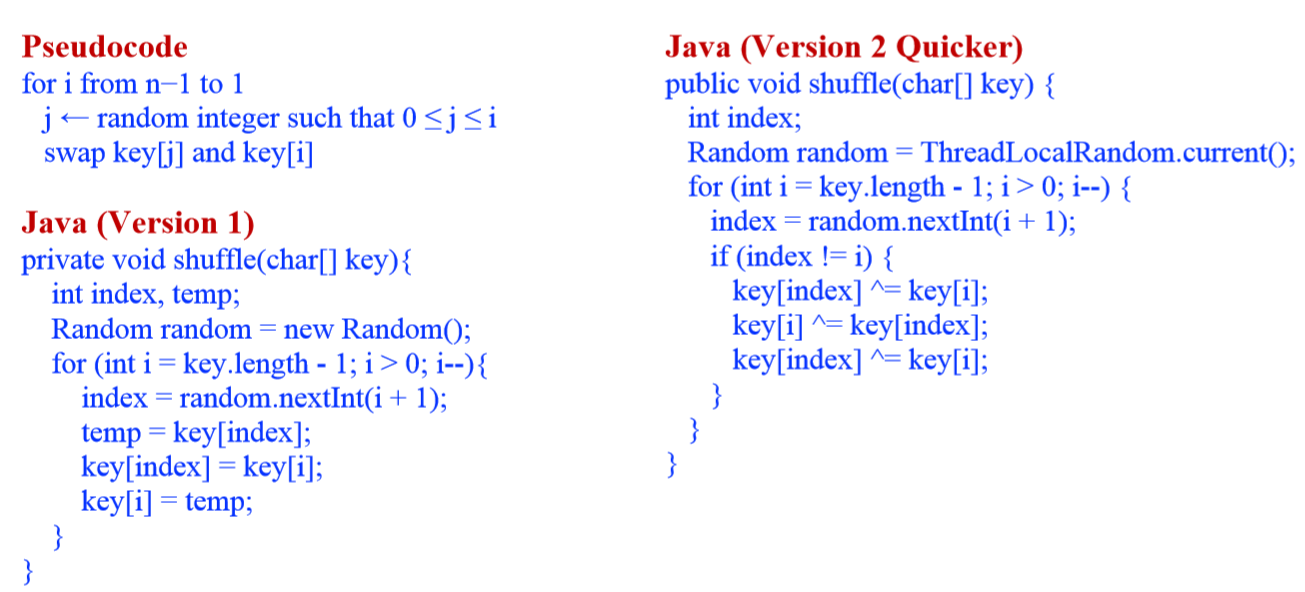 Pseudocode
for i from n−1 to 1
j ← random integer such that 0 ≤ j ≤ i
swap key[j] and key[i]
Java (Version 1)
private void shuffle(char[] key){
int index, temp;
Random random = new Random();
for (int i = key.length - 1; i > 0; i--){
index = random.nextInt(i + 1);
temp = key[index];
key[index] = key[i];
key[i] = temp;
}
}
Java (Version 2 Quicker)
public void shuffle(char[] key) {
int index;
Random random = ThreadLocalRandom.current();
for (int i = key.length - 1; i > 0; i--) {
index = random.nextInt(i + 1);
if (index != i) {
key[index] ^= key[i];
key[i] ^= key[index];
key[index] ^= key[i];
}
}
}